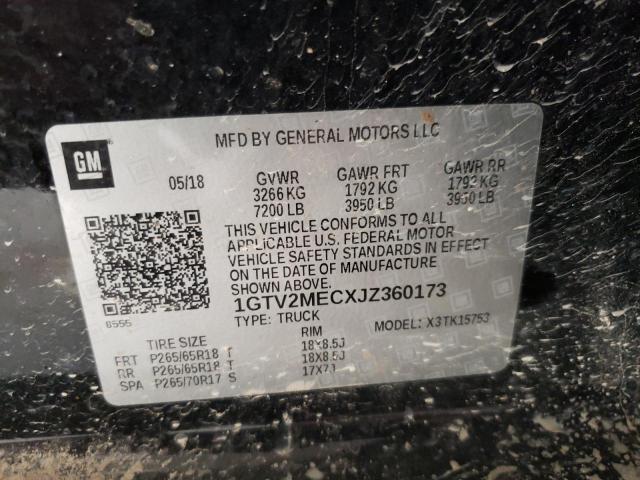 MFD BY GENERAL MOTORS LLC
GM
05/18 GVWR GAWR FRT GAWR RR
3266 KG 1792 KG 1792 KG
7200 LB 3950 LB 3950 LB
THIS VEHICLE CONFORMS TO ALL
APPLICABLE U.S. FEDERAL MOTOR
VEHICLE SAFETY STANDARDS IN EFFECT
ON THE DATE OF MANUFACTURE
SHOWN ABOVE.
1GTV2MECXJZ360173
8555
TYPE: TRUCK MODEL: X3TK15753
TIRE SIZE RIM
FRT P265/65R18 T 18X8.5J
RR P265/65R18 T 18X8.5J
SPA P265/70R17 S 17X7J